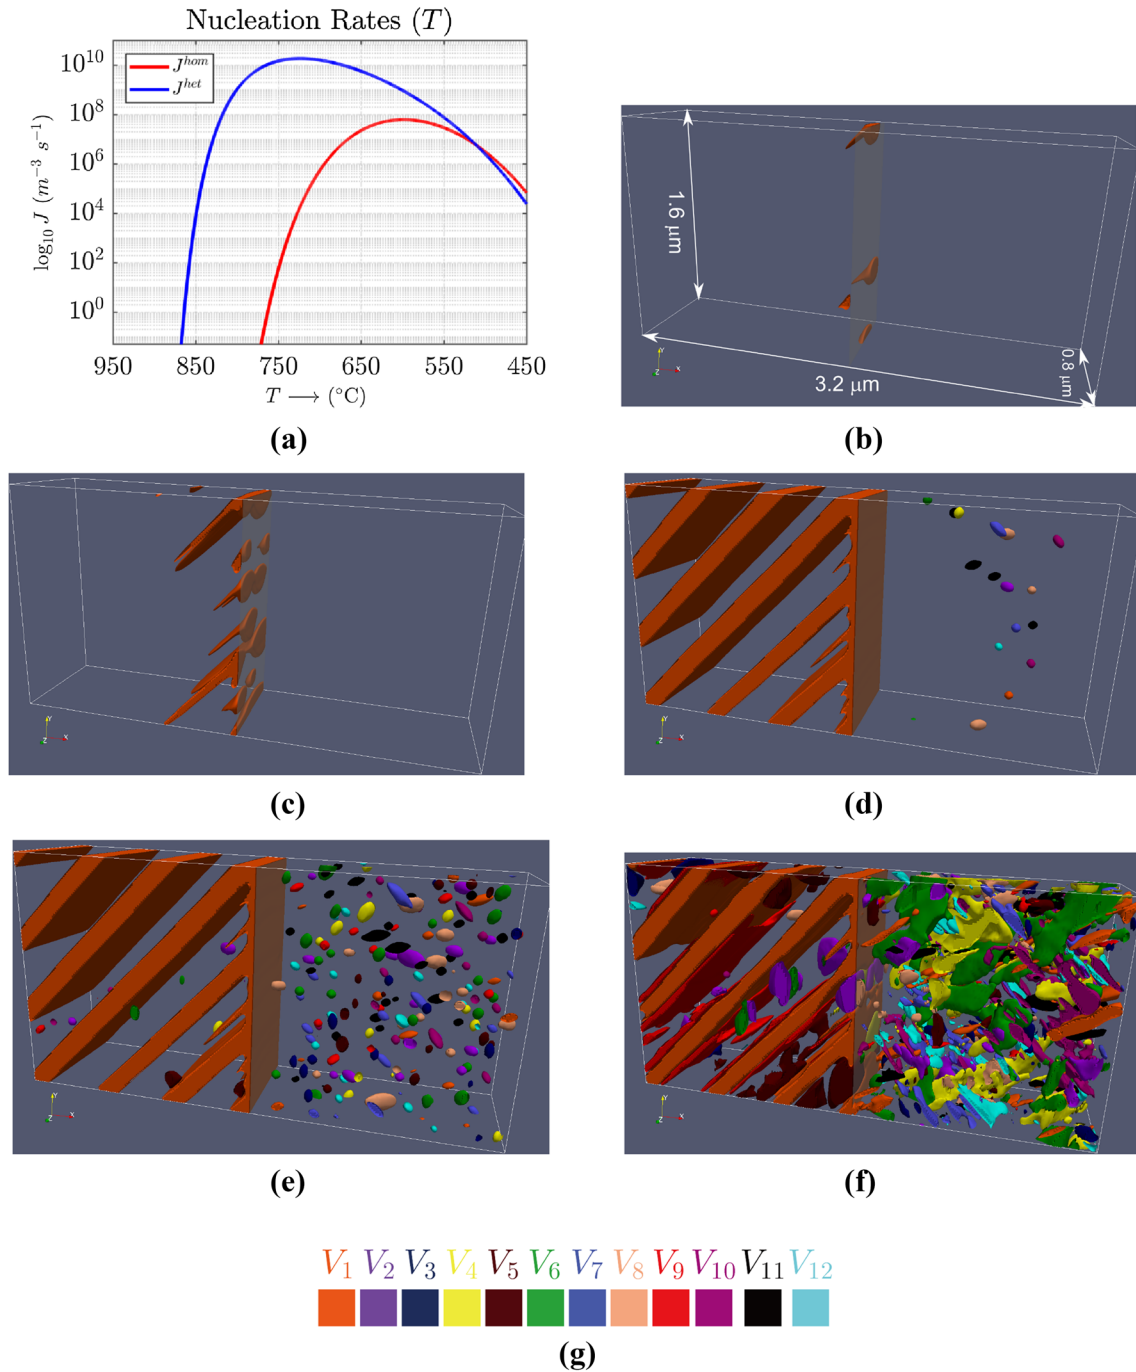 Nucleation Rates (T)
J^hom
J^het
10^10
10^8
10^6
10^4
10^2
10^0
log₁₀ J (m⁻³ s⁻¹)
950 850 750 650 550 450
T ⟶ (°C)
(a)
1.6 μm
3.2 μm
0.8 μm
Y
Z X
(b)
Y
Z X
(c)
Y
Z X
(d)
Y
Z X
(e)
Y
Z X
(f)
V₁ V₂ V₃ V₄ V₅ V₆ V₇ V₈ V₉ V₁₀ V₁₁ V₁₂
(g)